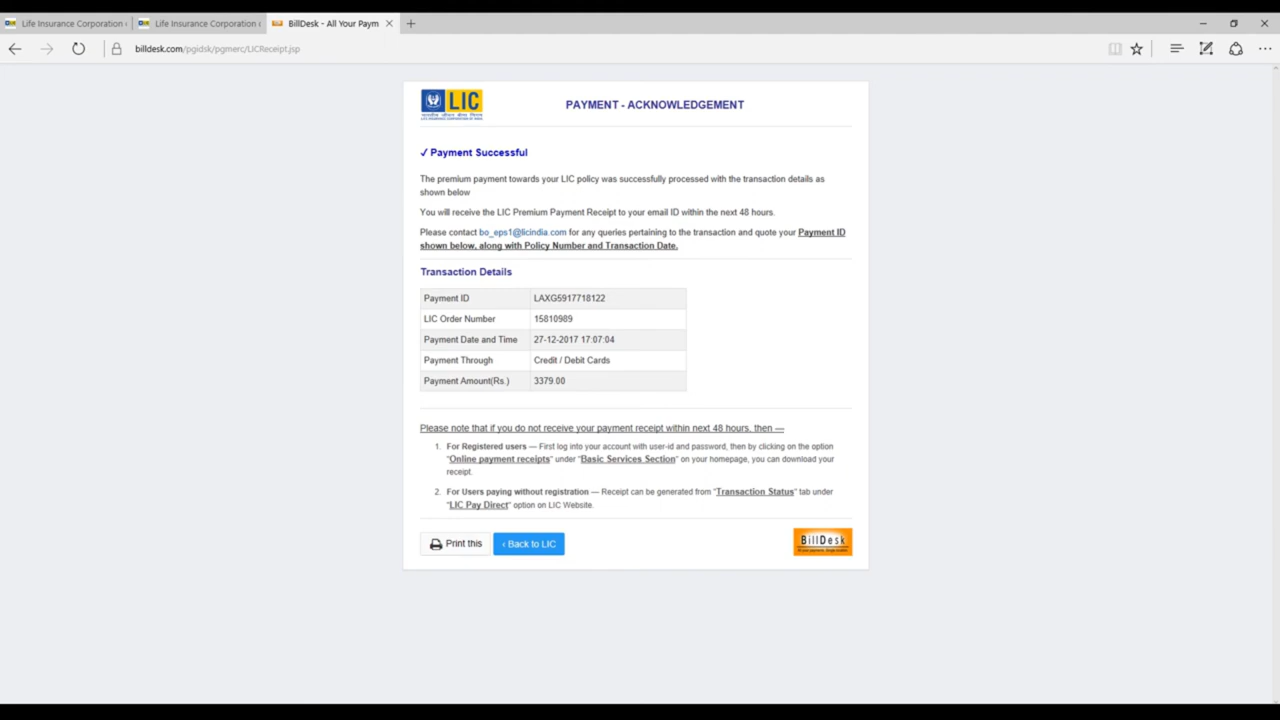 Life Insurance Corporation
Life Insurance Corporation
BillDesk - All Your Paym
billdesk.com/pgidsk/pgmerc/LICReceipt.jsp
LIC
PAYMENT - ACKNOWLEDGEMENT
✓ Payment Successful
The premium payment towards your LIC policy was successfully processed with the transaction details as
shown below
You will receive the LIC Premium Payment Receipt to your email ID within the next 48 hours.
Please contact bo_eps1@licindia.com for any queries pertaining to the transaction and quote your Payment ID
shown below, along with Policy Number and Transaction Date.
Transaction Details
Payment ID LAXG5917718122
LIC Order Number 15810989
Payment Date and Time 27-12-2017 17:07:04
Payment Through Credit / Debit Cards
Payment Amount(Rs.) 3379.00
Please note that if you do not receive your payment receipt within next 48 hours, then —
1. For Registered users — First log into your account with user-id and password, then by clicking on the option
"Online payment receipts" under "Basic Services Section" on your homepage, you can download your
receipt.
2. For Users paying without registration — Receipt can be generated from "Transaction Status" tab under
"LIC Pay Direct" option on LIC Website.
Print this
‹ Back to LIC
BillDesk